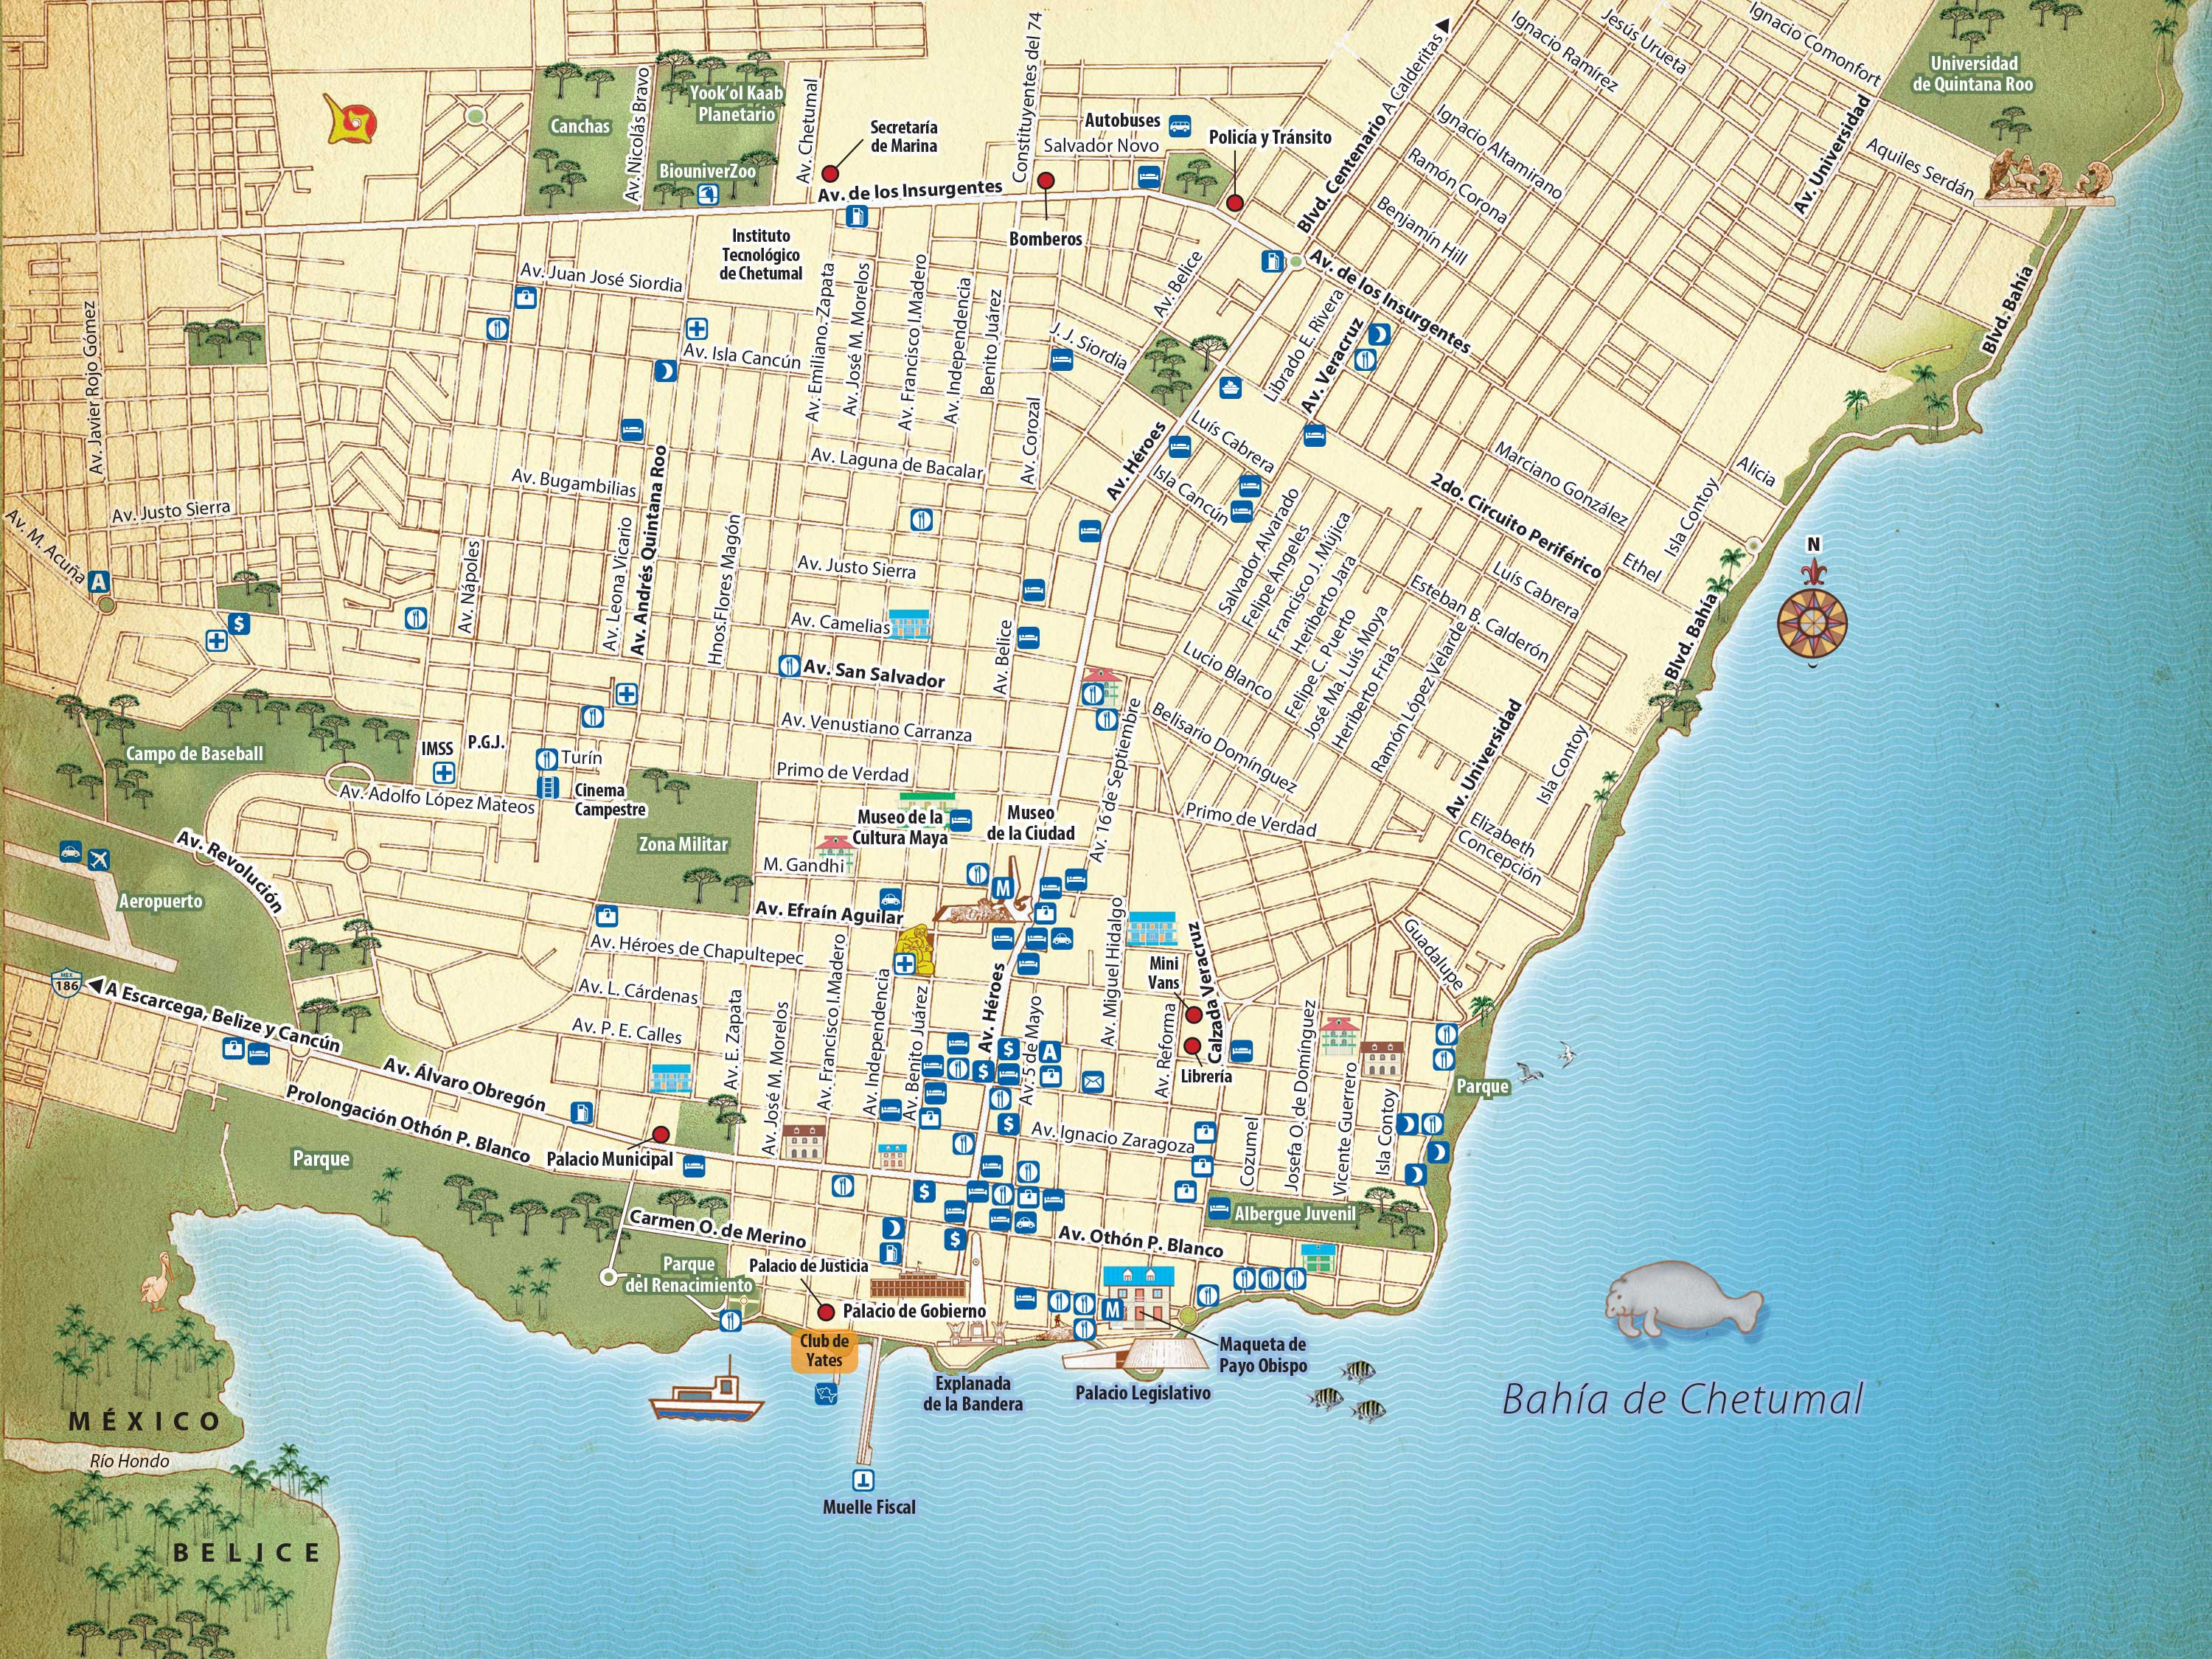 Ignacio Comonfort
Jesús Urueta
Ignacio Ramírez
Universidad
de Quintana Roo
Constituyentes del 74
Blvd. Centenario A Calderitas
Av. Nicolás Bravo
Yook'ol Kaab
Planetario
Canchas
Av. Chetumal
Secretaría
de Marina
Autobuses
Salvador Novo
Policía y Tránsito
Ignacio Altamirano
Ramón Corona
Benjamín Hill
Av. Universidad
Aquiles Serdán
BiouniverZoo
Av. de los Insurgentes
Bomberos
Instituto
Tecnológico
de Chetumal
Av. Juan José Siordia
Av. Isla Cancún
Av. Emiliano Zapata
Av. José M. Morelos
Av. Francisco I. Madero
Av. Independencia
Benito Juárez
J. J. Siordia
Av. Belice
Av. de los Insurgentes
Librado E. Rivera
Av. Veracruz
Blvd. Bahía
Av. Javier Rojo Gómez
Av. Corozal
Av. Héroes
Luís Cabrera
Isla Cancún
Av. Laguna de Bacalar
Av. Bugambilias
Av. Justo Sierra
Av. M. Acuña
A
Marciano González
2do. Circuito Periférico
Alicia
Isla Contoy
Ethel
Luís Cabrera
N
Av. Nápoles
Av. Leona Vicario
Av. Andrés Quintana Roo
Hnos. Flores Magón
Av. Justo Sierra
Av. Camelias
Av. San Salvador
Av. Belice
Salvador Alvarado
Felipe Ángeles
Francisco J. Mújica
Heriberto Jara
Felipe C. Puerto
José Ma. Luís Moya
Heriberto Frias
Ramón López Velarde
Esteban B. Calderón
Lucio Blanco
Belisario Domínguez
Blvd. Bahía
$
Av. Venustiano Carranza
Primo de Verdad
Av. 16 de Septiembre
Primo de Verdad
Av. Universidad
Isla Contoy
Elizabeth
Concepción
Campo de Baseball
IMSS
P.G.J.
Turín
Cinema
Campestre
Av. Adolfo López Mateos
Av. Revolución
Zona Militar
Museo de la
Cultura Maya
Museo
de la Ciudad
M. Gandhi
M
Av. Efraín Aguilar
Aeropuerto
Av. Héroes de Chapultepec
Av. L. Cárdenas
Av. P. E. Calles
Av. E. Zapata
Av. José M. Morelos
Av. Francisco I. Madero
Av. Independencia
Av. Benito Juárez
Av. Héroes
Av. 5 de Mayo
Av. Miguel Hidalgo
Mini
Vans
Av. Reforma
Calzada Veracruz
Librería
Guadalupe
Josefa O. de Domínguez
Vicente Guerrero
Isla Contoy
Cozumel
Parque
MEX
186
A Escarcega, Belize y Cancún
Av. Álvaro Obregón
Prolongación Othón P. Blanco
$
A
$
$
Av. Ignacio Zaragoza
Palacio Municipal
Parque
$
Albergue Juvenil
Carmen O. de Merino
$
Av. Othón P. Blanco
Parque
del Renacimiento
Palacio de Justicia
Palacio de Gobierno
M
Club de
Yates
Maqueta de
Payo Obispo
Explanada
de la Bandera
Palacio Legislativo
Muelle Fiscal
Bahía de Chetumal
MÉXICO
Río Hondo
BELICE